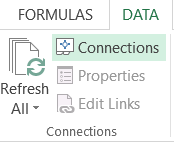 FORMULAS DATA
Connections
Properties
Refresh
All
Edit Links
Connections